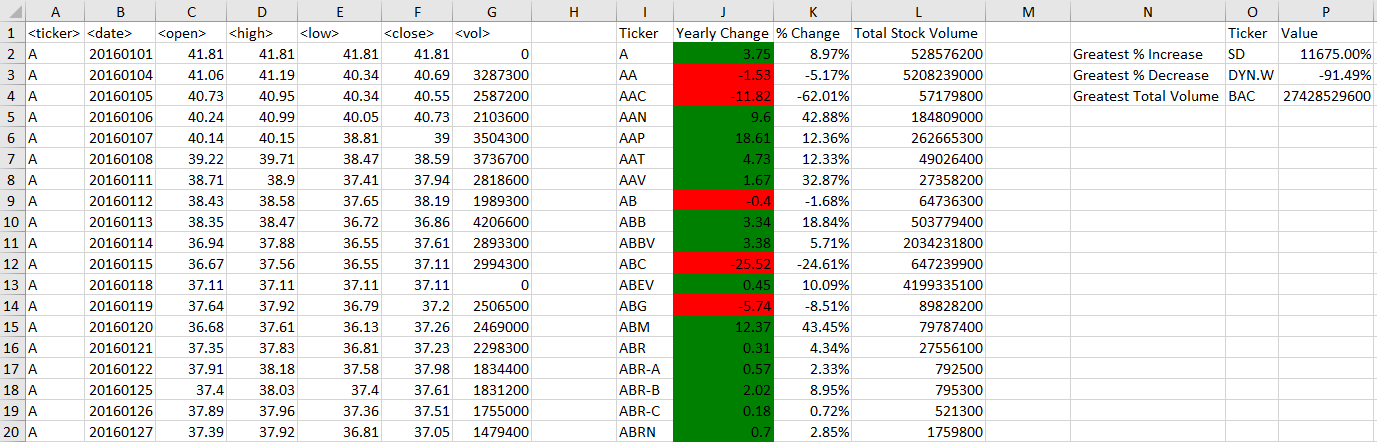 A B C D E F G H I J K L M N O P
1 <ticker> <date> <open> <high> <low> <close> <vol> Ticker Yearly Change % Change Total Stock Volume Ticker Value
2 A 20160101 41.81 41.81 41.81 41.81 0 A 3.75 8.97% 528576200 Greatest % Increase SD 11675.00%
3 A 20160104 41.06 41.19 40.34 40.69 3287300 AA -1.53 -5.17% 5208239000 Greatest % Decrease DYN.W -91.49%
4 A 20160105 40.73 40.95 40.34 40.55 2587200 AAC -11.82 -62.01% 57179800 Greatest Total Volume BAC 27428529600
5 A 20160106 40.24 40.99 40.05 40.73 2103600 AAN 9.6 42.88% 184809000
6 A 20160107 40.14 40.15 38.81 39 3504300 AAP 18.61 12.36% 262665300
7 A 20160108 39.22 39.71 38.47 38.59 3736700 AAT 4.73 12.33% 49026400
8 A 20160111 38.71 38.9 37.41 37.94 2818600 AAV 1.67 32.87% 27358200
9 A 20160112 38.43 38.58 37.65 38.19 1989300 AB -0.4 -1.68% 64736300
10 A 20160113 38.35 38.47 36.72 36.86 4206600 ABB 3.34 18.84% 503779400
11 A 20160114 36.94 37.88 36.55 37.61 2893300 ABBV 3.38 5.71% 2034231800
12 A 20160115 36.67 37.56 36.55 37.11 2994300 ABC -25.52 -24.61% 647239900
13 A 20160118 37.11 37.11 37.11 37.11 0 ABEV 0.45 10.09% 4199335100
14 A 20160119 37.64 37.92 36.79 37.2 2506500 ABG -5.74 -8.51% 89828200
15 A 20160120 36.68 37.61 36.13 37.26 2469000 ABM 12.37 43.45% 79787400
16 A 20160121 37.35 37.83 36.81 37.23 2298300 ABR 0.31 4.34% 27556100
17 A 20160122 37.91 38.18 37.58 37.98 1834400 ABR-A 0.57 2.33% 792500
18 A 20160125 37.4 38.03 37.4 37.61 1831200 ABR-B 2.02 8.95% 795300
19 A 20160126 37.89 37.96 37.36 37.51 1755000 ABR-C 0.18 0.72% 521300
20 A 20160127 37.39 37.92 36.81 37.05 1479400 ABRN 0.7 2.85% 1759800